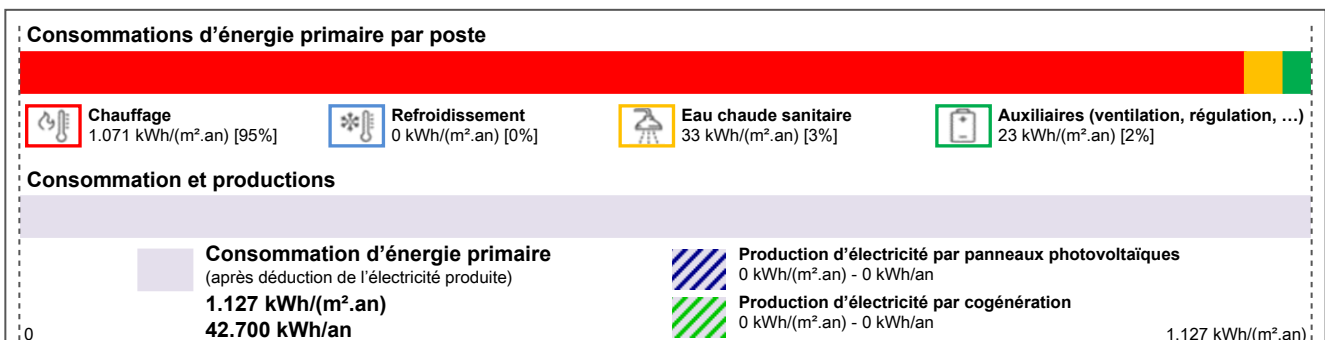 Consommations d’énergie primaire par poste
Chauffage
1.071 kWh/(m².an) [95%]
Refroidissement
0 kWh/(m².an) [0%]
Eau chaude sanitaire
33 kWh/(m².an) [3%]
Auxiliaires (ventilation, régulation, …)
23 kWh/(m².an) [2%]
Consommation et productions
Consommation d’énergie primaire
(après déduction de l’électricité produite)
1.127 kWh/(m².an)
42.700 kWh/an
Production d’électricité par panneaux photovoltaïques
0 kWh/(m².an) - 0 kWh/an
Production d’électricité par cogénération
0 kWh/(m².an) - 0 kWh/an
0
1.127 kWh/(m².an)